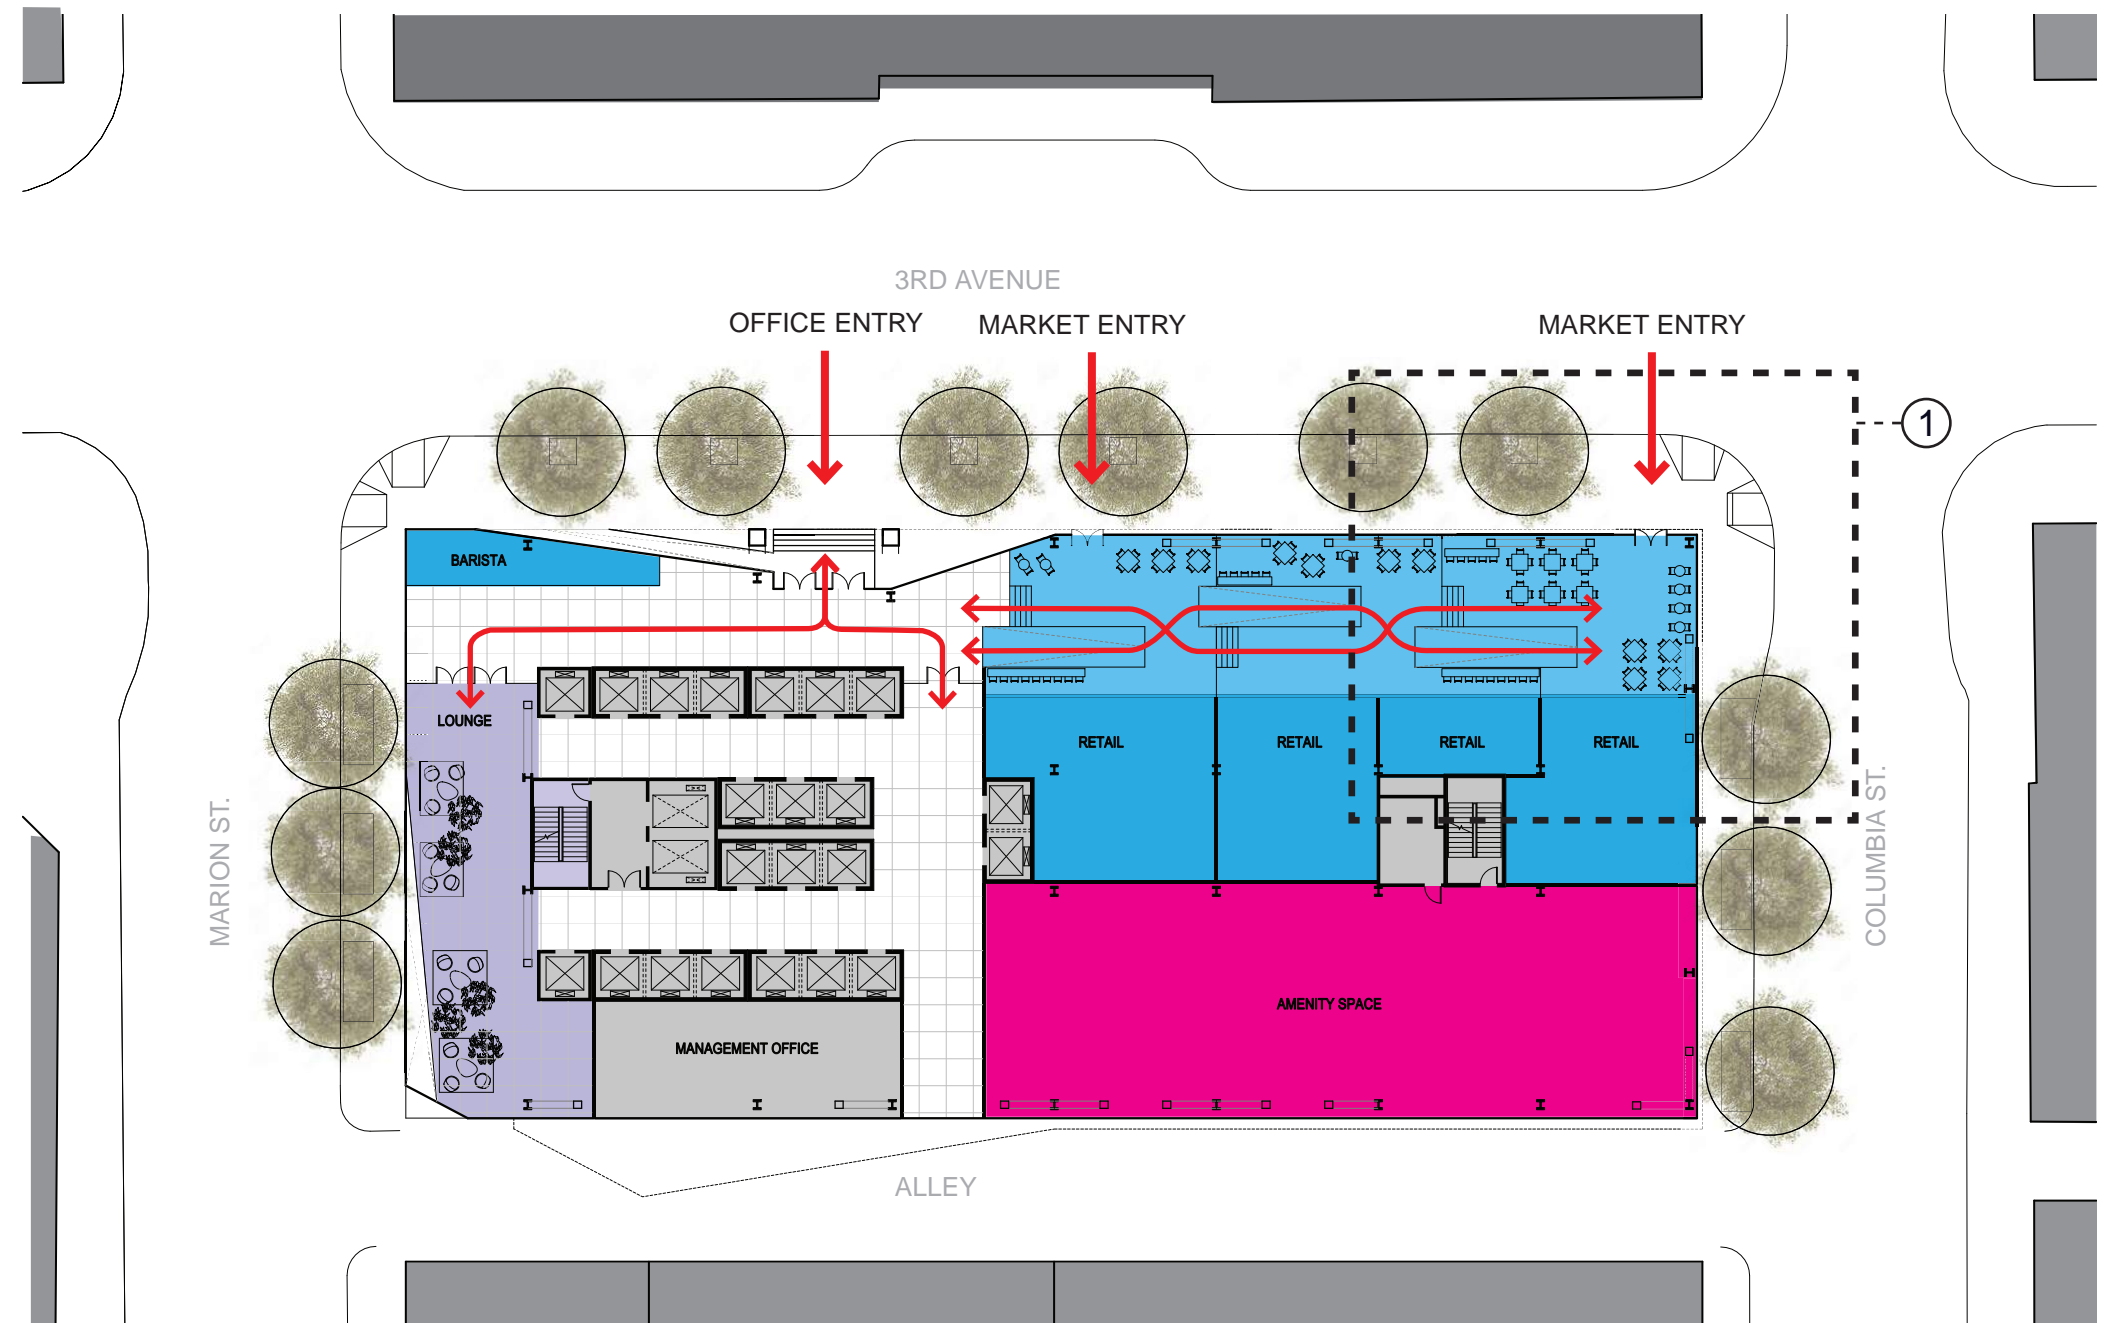 3RD AVENUE
OFFICE ENTRY
MARKET ENTRY
MARKET ENTRY
1
BARISTA
LOUNGE
RETAIL
RETAIL
RETAIL
RETAIL
MARION ST.
COLUMBIA ST.
AMENITY SPACE
MANAGEMENT OFFICE
ALLEY